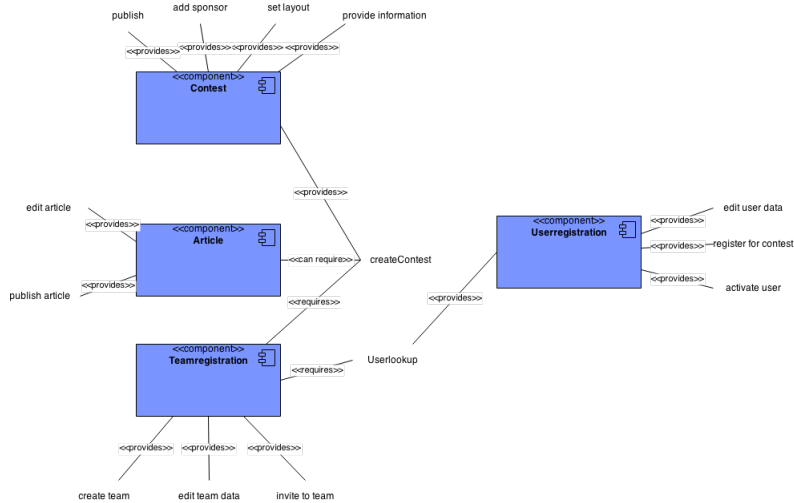 publish
add sponsor
set layout
provide information
<<provides>>
<<provides>>
<<provides>>
<<provides>>
<<component>>
Contest
<<provides>>
edit article
<<provides>>
<<component>>
Article
<<can require>>
createContest
publish article
<<provides>>
<<requires>>
<<component>>
Userregistration
edit user data
<<provides>>
register for contest
<<provides>>
activate user
<<provides>>
<<provides>>
<<component>>
Teamregistration
Userlookup
<<requires>>
<<provides>>
<<provides>>
<<provides>>
create team
edit team data
invite to team